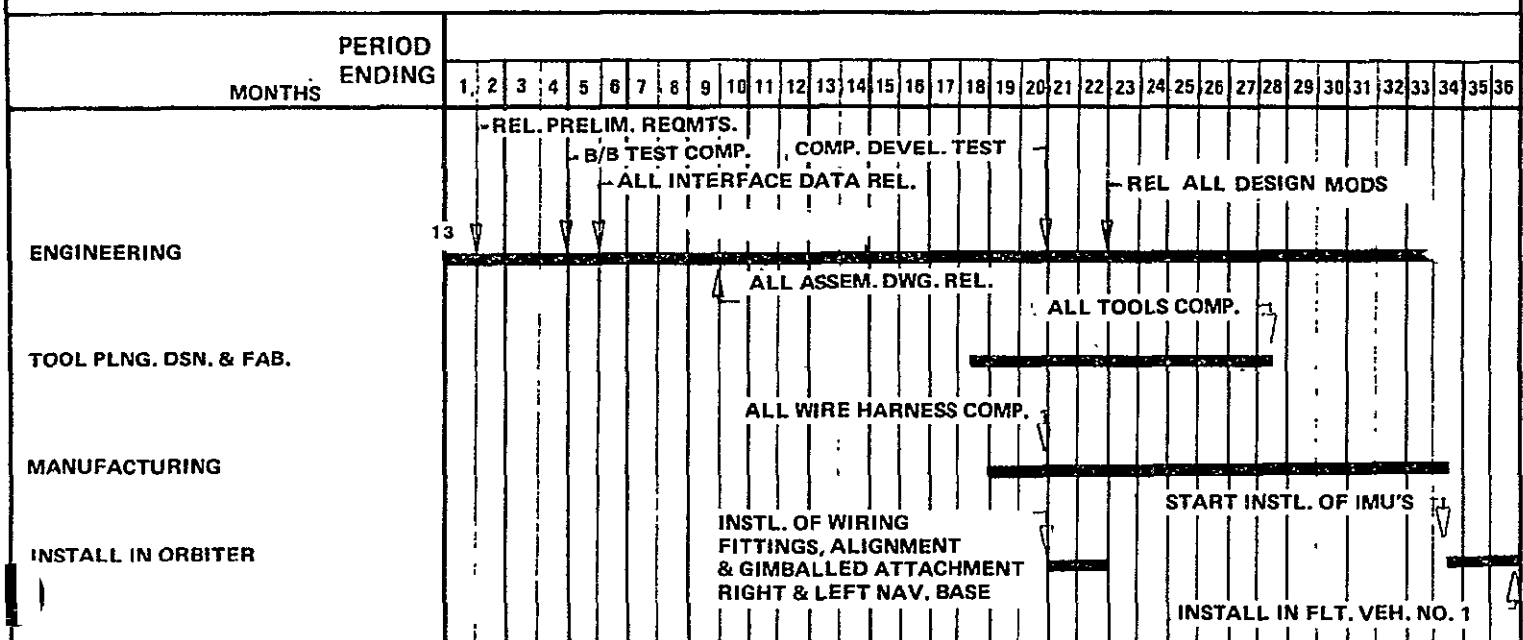 PERIOD
ENDING
MONTHS
1 2 3 4 5 6 7 8 9 10 11 12 13 14 15 16 17 18 19 20 21 22 23 24 25 26 27 28 29 30 31 32 33 34 35 36
REL. PRELIM. REQMTS.
B/B TEST COMP.
COMP. DEVEL. TEST
ALL INTERFACE DATA REL.
REL ALL DESIGN MODS
13
ENGINEERING
ALL ASSEM. DWG. REL.
ALL TOOLS COMP.
TOOL PLNG. DSN. & FAB.
ALL WIRE HARNESS COMP.
MANUFACTURING
START INSTL. OF IMU'S
INSTL. OF WIRING
FITTINGS, ALIGNMENT
& GIMBALLED ATTACHMENT
RIGHT & LEFT NAV. BASE
INSTALL IN ORBITER
INSTALL IN FLT. VEH. NO. 1